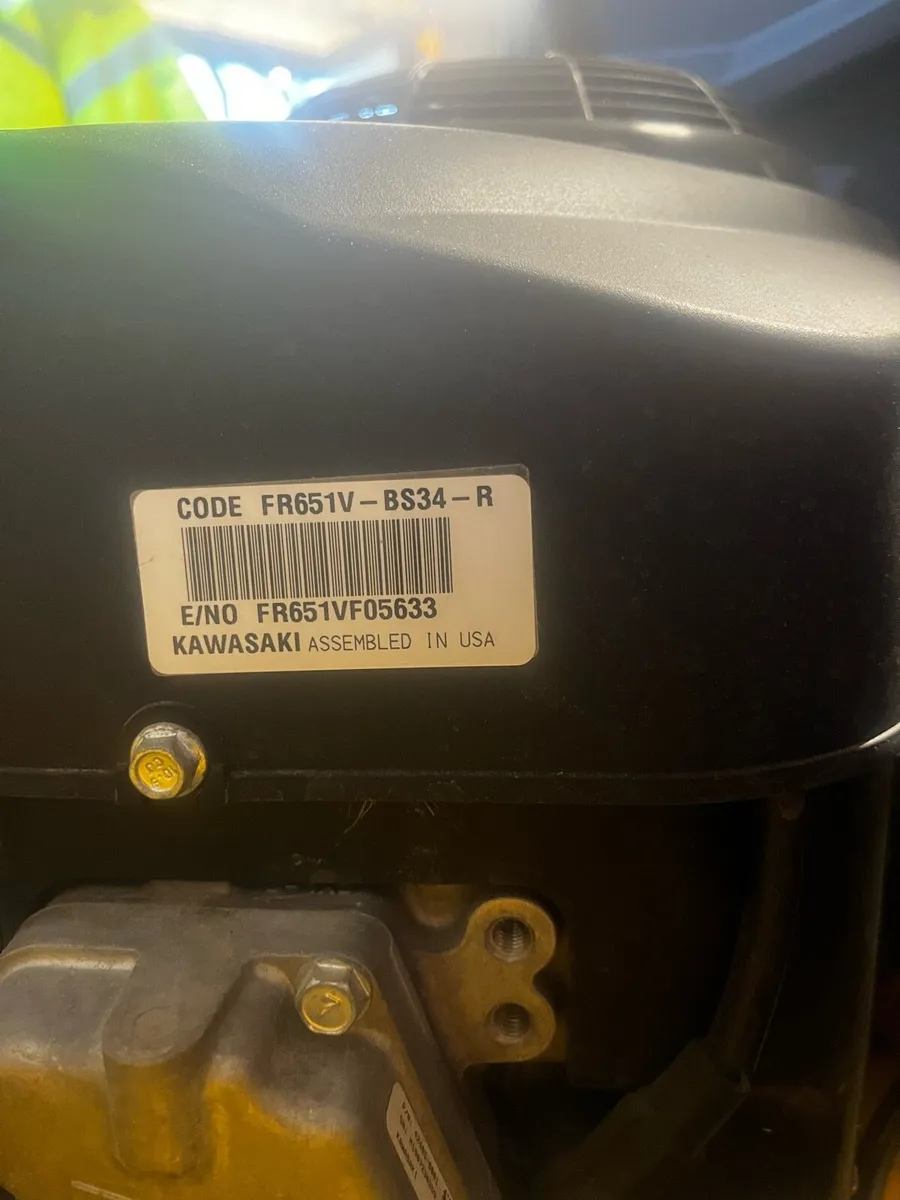 CODE FR651V-BS34-R
E/NO FR651VF05633
KAWASAKI ASSEMBLED IN USA